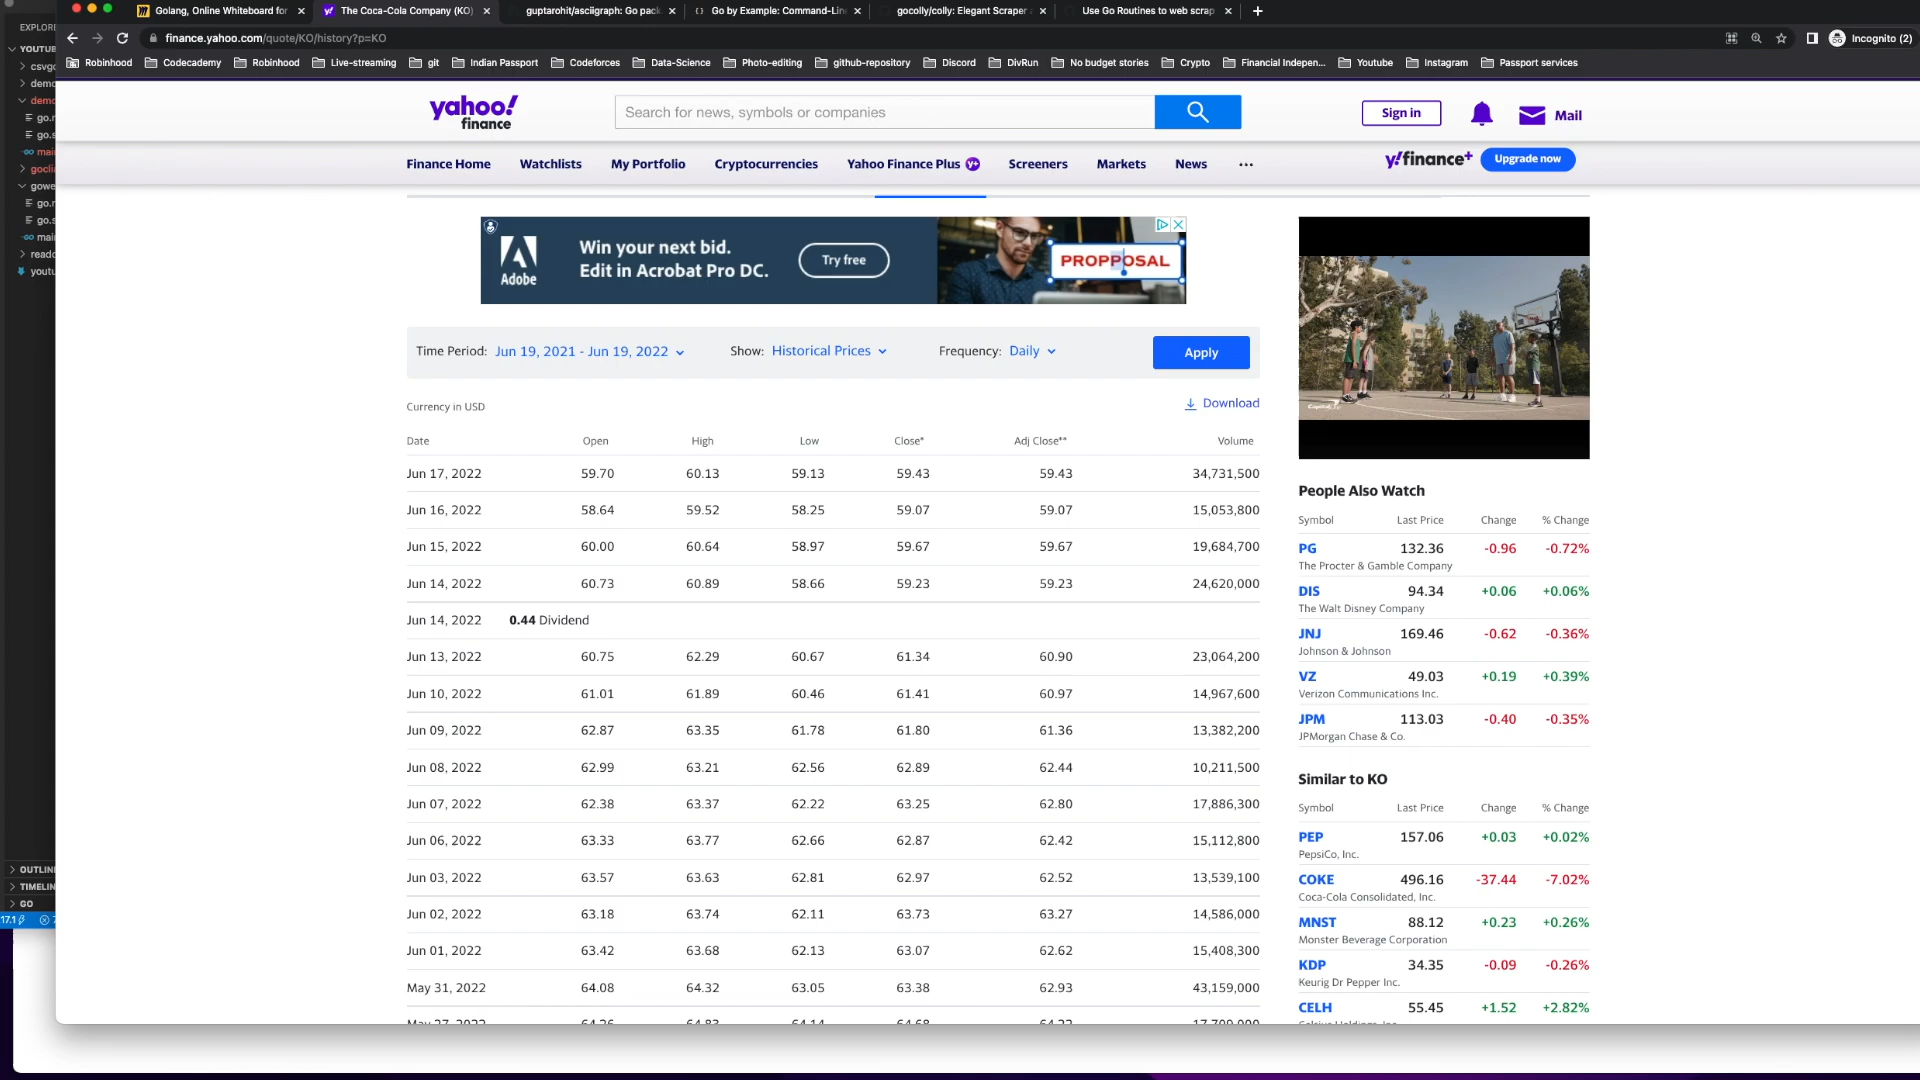 Golang, Online Whiteboard for
The Coca-Cola Company (KO)
guptarohit/asciigraph: Go pack
Go by Example: Command-Line
gocolly/colly: Elegant Scraper
Use Go Routines to web scrap
finance.yahoo.com/quote/KO/history?p=KO
Incognito (2)
Robinhood
Codecademy
Robinhood
Live-streaming
git
Indian Passport
Codeforces
Data-Science
Photo-editing
github-repository
Discord
DivRun
No budget stories
Crypto
Financial Indepen...
Youtube
Instagram
Passport services
EXPLORE
YOUTUBE
csvgo
demo
demo
go.m
go.s
main
gocli
gowe
go.m
go.s
main
readc
youtu
OUTLINE
TIMELINE
GO
17.1
yahoo!
finance
Search for news, symbols or companies
Sign in
Mail
Finance Home
Watchlists
My Portfolio
Cryptocurrencies
Yahoo Finance Plus
Screeners
Markets
News
...
y!finance+
Upgrade now
Adobe
Win your next bid.
Edit in Acrobat Pro DC.
Try free
PROPPOSAL
Time Period: Jun 19, 2021 - Jun 19, 2022
Show: Historical Prices
Frequency: Daily
Apply
Currency in USD
Download
Date Open High Low Close* Adj Close** Volume
Jun 17, 2022 59.70 60.13 59.13 59.43 59.43 34,731,500
Jun 16, 2022 58.64 59.52 58.25 59.07 59.07 15,053,800
Jun 15, 2022 60.00 60.64 58.97 59.67 59.67 19,684,700
Jun 14, 2022 60.73 60.89 58.66 59.23 59.23 24,620,000
Jun 14, 2022 0.44 Dividend
Jun 13, 2022 60.75 62.29 60.67 61.34 60.90 23,064,200
Jun 10, 2022 61.01 61.89 60.46 61.41 60.97 14,967,600
Jun 09, 2022 62.87 63.35 61.78 61.80 61.36 13,382,200
Jun 08, 2022 62.99 63.21 62.56 62.89 62.44 10,211,500
Jun 07, 2022 62.38 63.37 62.22 63.25 62.80 17,886,300
Jun 06, 2022 63.33 63.77 62.66 62.87 62.42 15,112,800
Jun 03, 2022 63.57 63.63 62.81 62.97 62.52 13,539,100
Jun 02, 2022 63.18 63.74 62.11 63.73 63.27 14,586,000
Jun 01, 2022 63.42 63.68 62.13 63.07 62.62 15,408,300
May 31, 2022 64.08 64.32 63.05 63.38 62.93 43,159,000
May 27, 2022
People Also Watch
Symbol Last Price Change % Change
PG 132.36 -0.96 -0.72%
The Procter & Gamble Company
DIS 94.34 +0.06 +0.06%
The Walt Disney Company
JNJ 169.46 -0.62 -0.36%
Johnson & Johnson
VZ 49.03 +0.19 +0.39%
Verizon Communications Inc.
JPM 113.03 -0.40 -0.35%
JPMorgan Chase & Co.
Similar to KO
Symbol Last Price Change % Change
PEP 157.06 +0.03 +0.02%
PepsiCo, Inc.
COKE 496.16 -37.44 -7.02%
Coca-Cola Consolidated, Inc.
MNST 88.12 +0.23 +0.26%
Monster Beverage Corporation
KDP 34.35 -0.09 -0.26%
Keurig Dr Pepper Inc.
CELH 55.45 +1.52 +2.82%